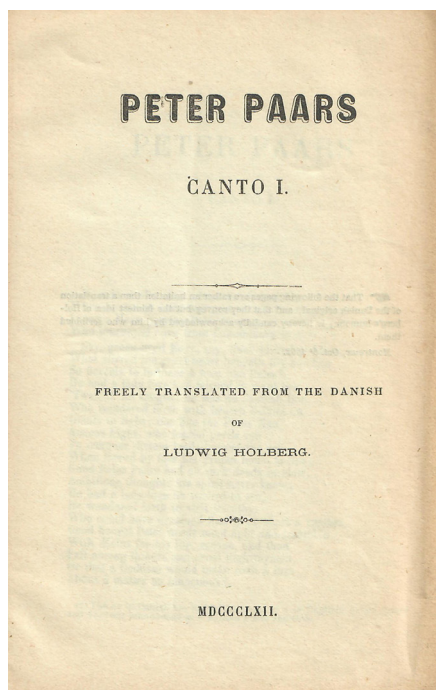 PETER PAARS
CANTO I.
FREELY TRANSLATED FROM THE DANISH
OF
LUDWIG HOLBERG.
MDCCCLXII.